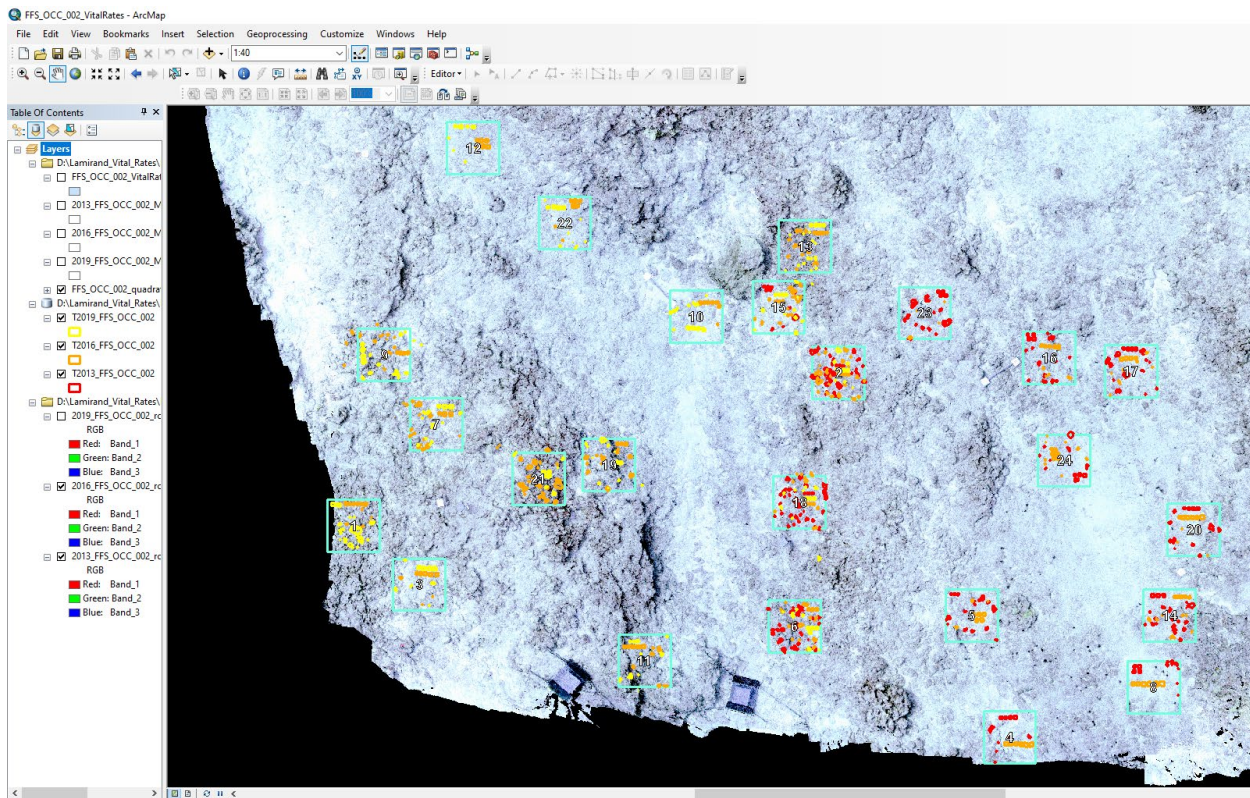 FFS_OCC_002_VitalRates - ArcMap
File Edit View Bookmarks Insert Selection Geoprocessing Customize Windows Help
1:40
Editor
Table Of Contents
Layers
D:\Lamirand_Vital_Rates\
FFS_OCC_002_VitalRat
2013_FFS_OCC_002_M
2016_FFS_OCC_002_M
2019_FFS_OCC_002_M
FFS_OCC_002_quadra
D:\Lamirand_Vital_Rates\
T2019_FFS_OCC_002
T2016_FFS_OCC_002
T2013_FFS_OCC_002
D:\Lamirand_Vital_Rates\
2019_FFS_OCC_002_rc
RGB
Red: Band_1
Green: Band_2
Blue: Band_3
2016_FFS_OCC_002_rc
RGB
Red: Band_1
Green: Band_2
Blue: Band_3
2013_FFS_OCC_002_rc
RGB
Red: Band_1
Green: Band_2
Blue: Band_3
12
22
13
10
15
23
9
2
16
17
7
21
19
24
18
1
20
3
5
14
6
11
8
4